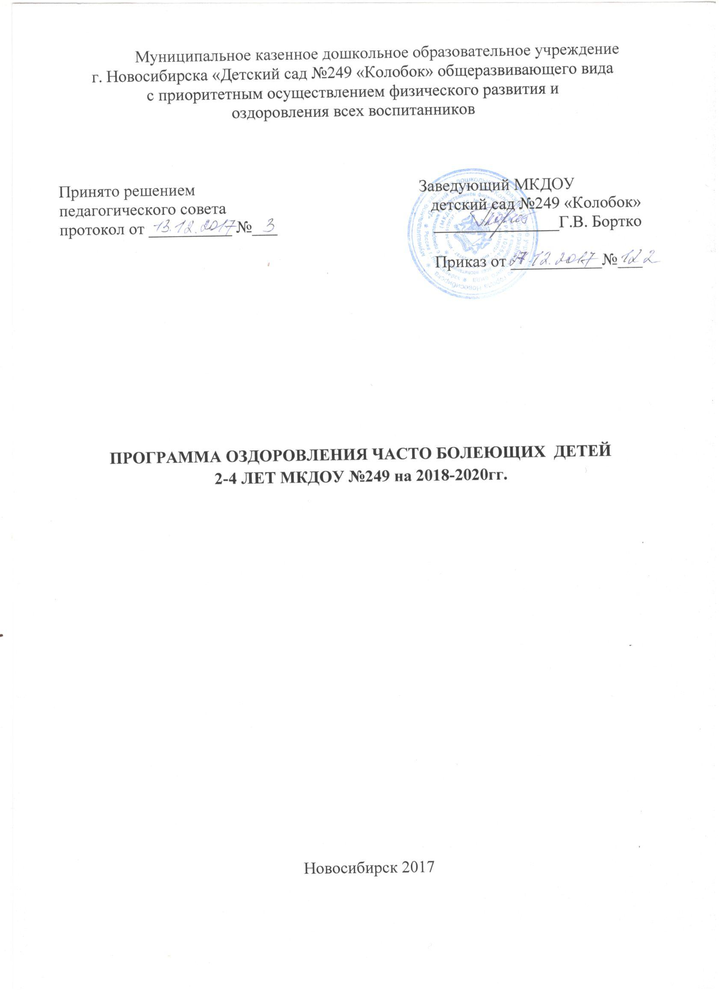 Муниципальное казенное дошкольное образовательное учреждение
г. Новосибирска «Детский сад №249 «Колобок» общеразвивающего вида
с приоритетным осуществлением физического развития и
оздоровления всех воспитанников
Принято решением
педагогического совета
протокол от 13.12.2017 № 3
Заведующий МКДОУ
детский сад №249 «Колобок»
Г.В. Бортко
Приказ от 12.2017 № 122
ПРОГРАММА ОЗДОРОВЛЕНИЯ ЧАСТО БОЛЕЮЩИХ ДЕТЕЙ
2-4 ЛЕТ МКДОУ №249 на 2018-2020гг.
Новосибирск 2017